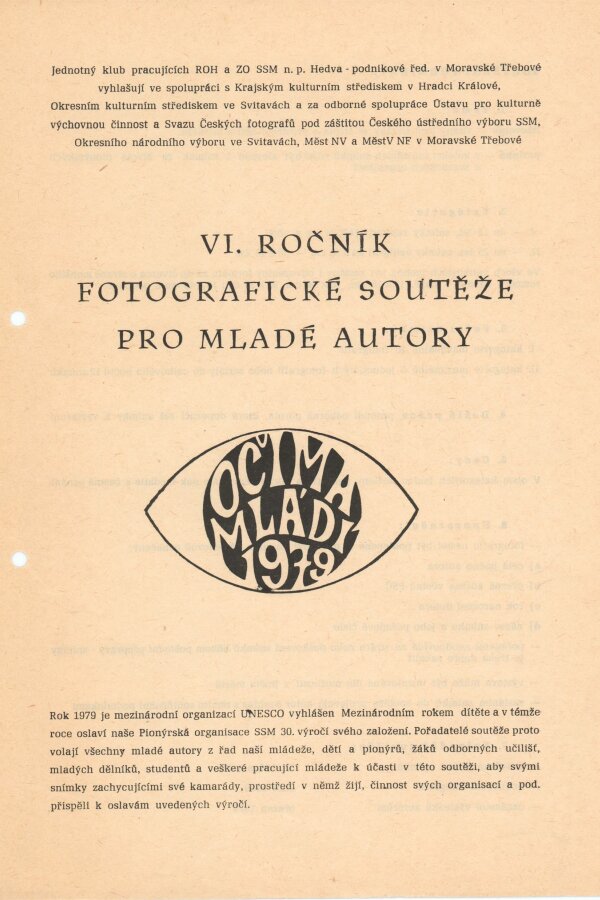 Jednotný klub pracujících ROH a ZO SSM n. p. Hedva - podnikové řed. v Moravské Třebové
vyhlašují ve spolupráci s Krajským kulturním střediskem v Hradci Králové,
Okresním kulturním střediskem ve Svitavách a za odborné spolupráce Ústavu pro kulturně
výchovnou činnost a Svazu Českých fotografů pod záštitou Českého ústředního výboru SSM,
Okresního národního výboru ve Svitavách, Měst NV a MěstV NF v Moravské Třebové
VI. ROČNÍK
FOTOGRAFICKÉ SOUTĚŽE
PRO MLADÉ AUTORY
OČIMA
MLÁDÍ
1979
Rok 1979 je mezinárodní organizací UNESCO vyhlášen Mezinárodním rokem dítěte a v témže
roce oslaví naše Pionýrská organisace SSM 30. výročí svého založení. Pořadatelé soutěže proto
volají všechny mladé autory z řad naší mládeže, dětí a pionýrů, žáků odborných učilišť,
mladých dělníků, studentů a veškeré pracující mládeže k účasti v této soutěži, aby svými
snímky zachycujícími své kamarády, prostředí v němž žijí, činnost svých organisací a pod.
přispěli k oslavám uvedených výročí.